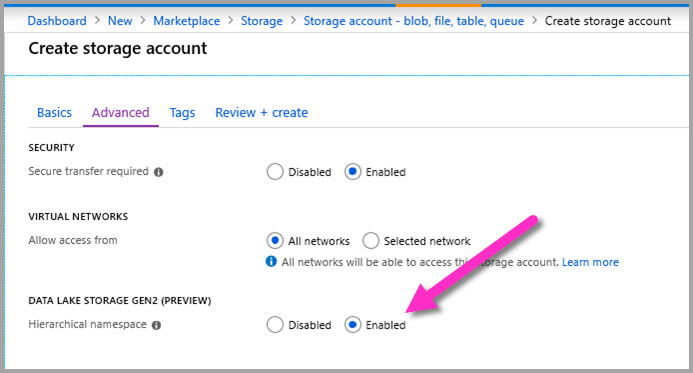 Dashboard > New > Marketplace > Storage > Storage account - blob, file, table, queue > Create storage account
Create storage account
Basics Advanced Tags Review + create
SECURITY
Secure transfer required Disabled Enabled
VIRTUAL NETWORKS
Allow access from All networks Selected network
All networks will be able to access this storage account. Learn more
DATA LAKE STORAGE GEN2 (PREVIEW)
Hierarchical namespace Disabled Enabled